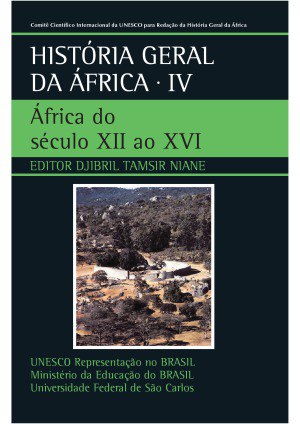 Comitê Científico Internacional da UNESCO para Redação da História Geral da África
HISTÓRIA GERAL
DA ÁFRICA · IV
África do
século XII ao XVI
EDITOR DJIBRIL TAMSIR NIANE
UNESCO Representação no BRASIL
Ministério da Educação do BRASIL
Universidade Federal de São Carlos